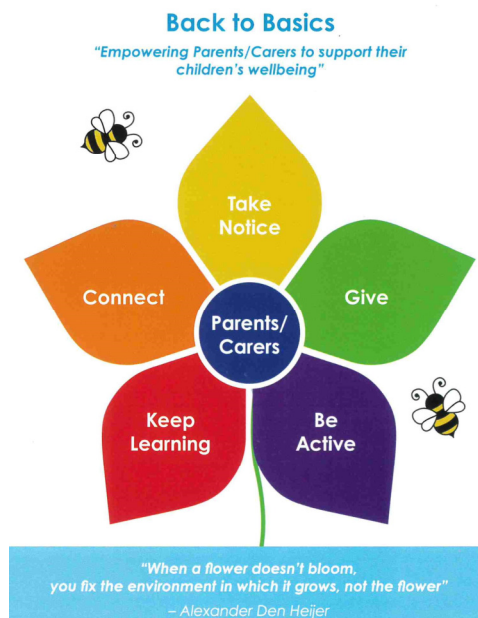 Back to Basics
“Empowering Parents/Carers to support their
children’s wellbeing”
Take
Notice
Connect
Give
Parents/
Carers
Keep
Learning
Be
Active
“When a flower doesn’t bloom,
you fix the environment in which it grows, not the flower”
– Alexander Den Heijer